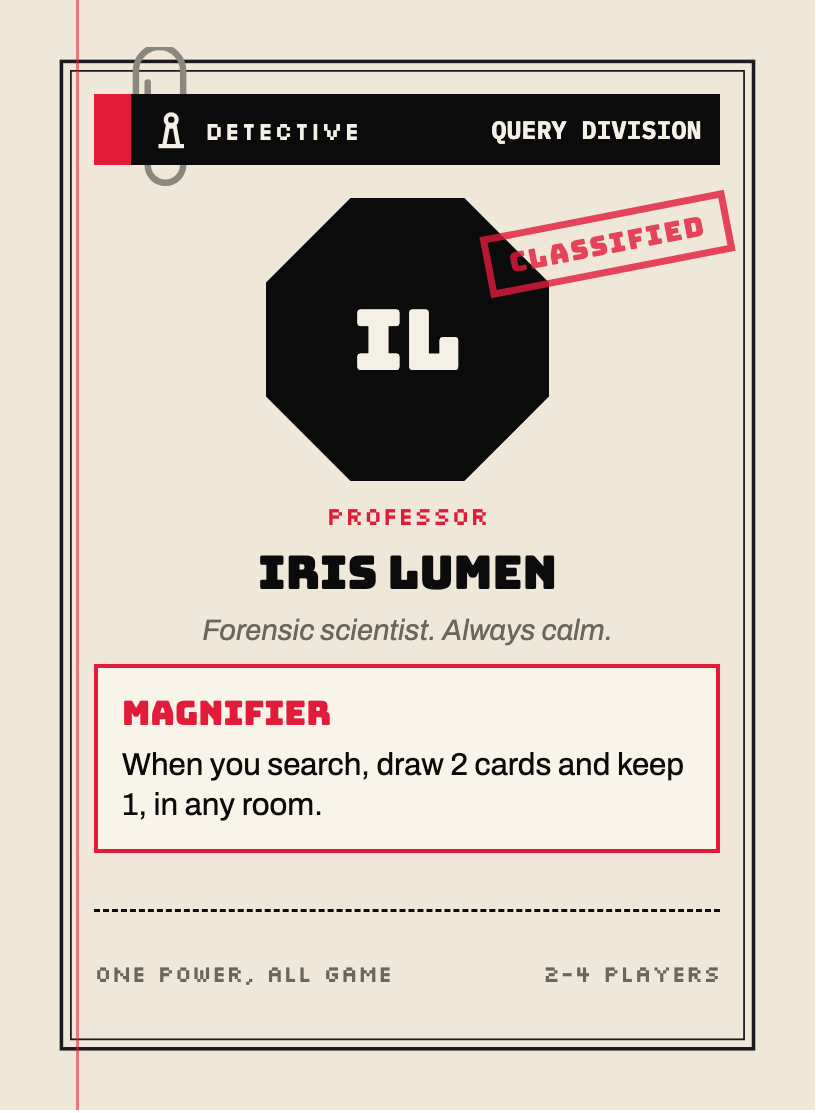 DETECTIVE QUERY DIVISION
CLASSIFIED
IL
PROFESSOR
IRIS LUMEN
Forensic scientist. Always calm.
MAGNIFIER
When you search, draw 2 cards and keep
1, in any room.
ONE POWER, ALL GAME 2-4 PLAYERS